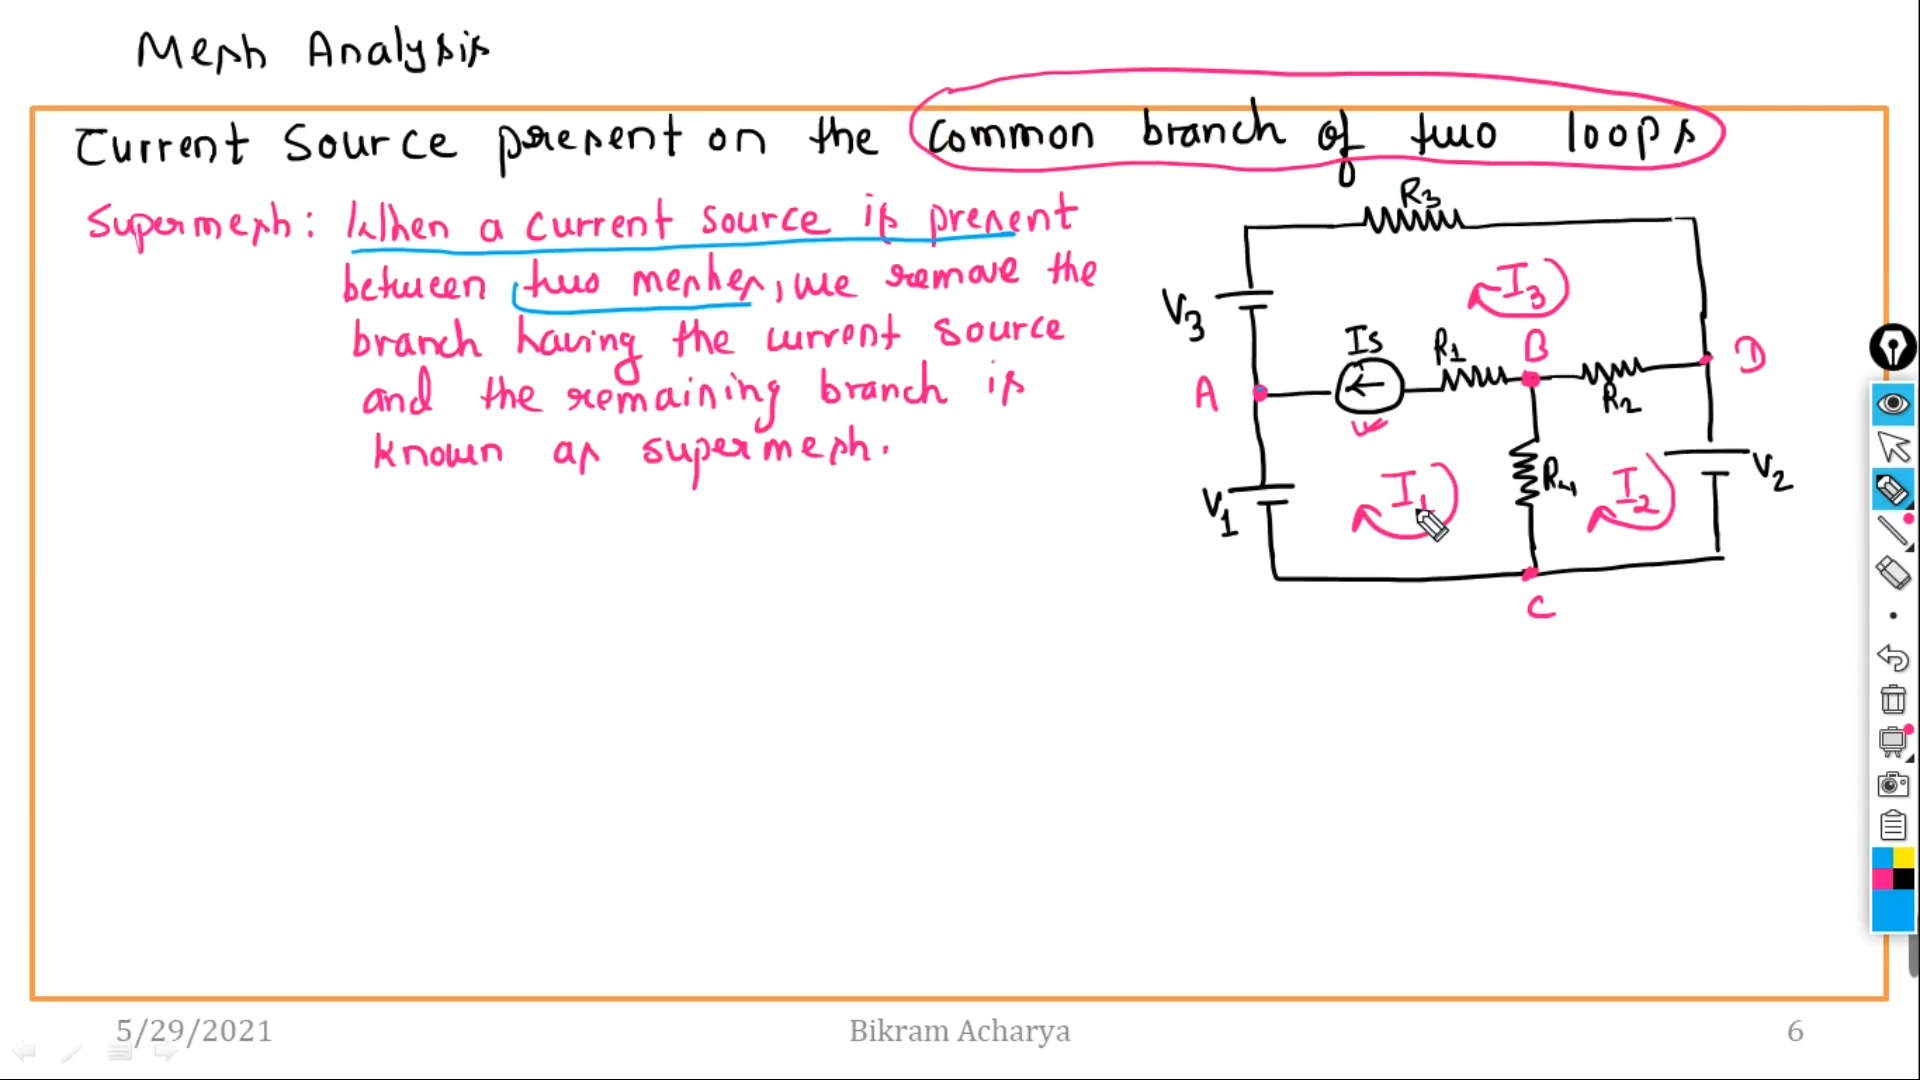 Mesh Analysis
Current Source present on the common branch of two loops
Supermesh: When a current source is present
between two meshes, we remove the
branch having the current source
and the remaining branch is
known as supermesh.
R3
I3
V3
Is
R1
B
D
A
R2
V1
I1
R4
I2
V2
C
5/29/2021
Bikram Acharya
6